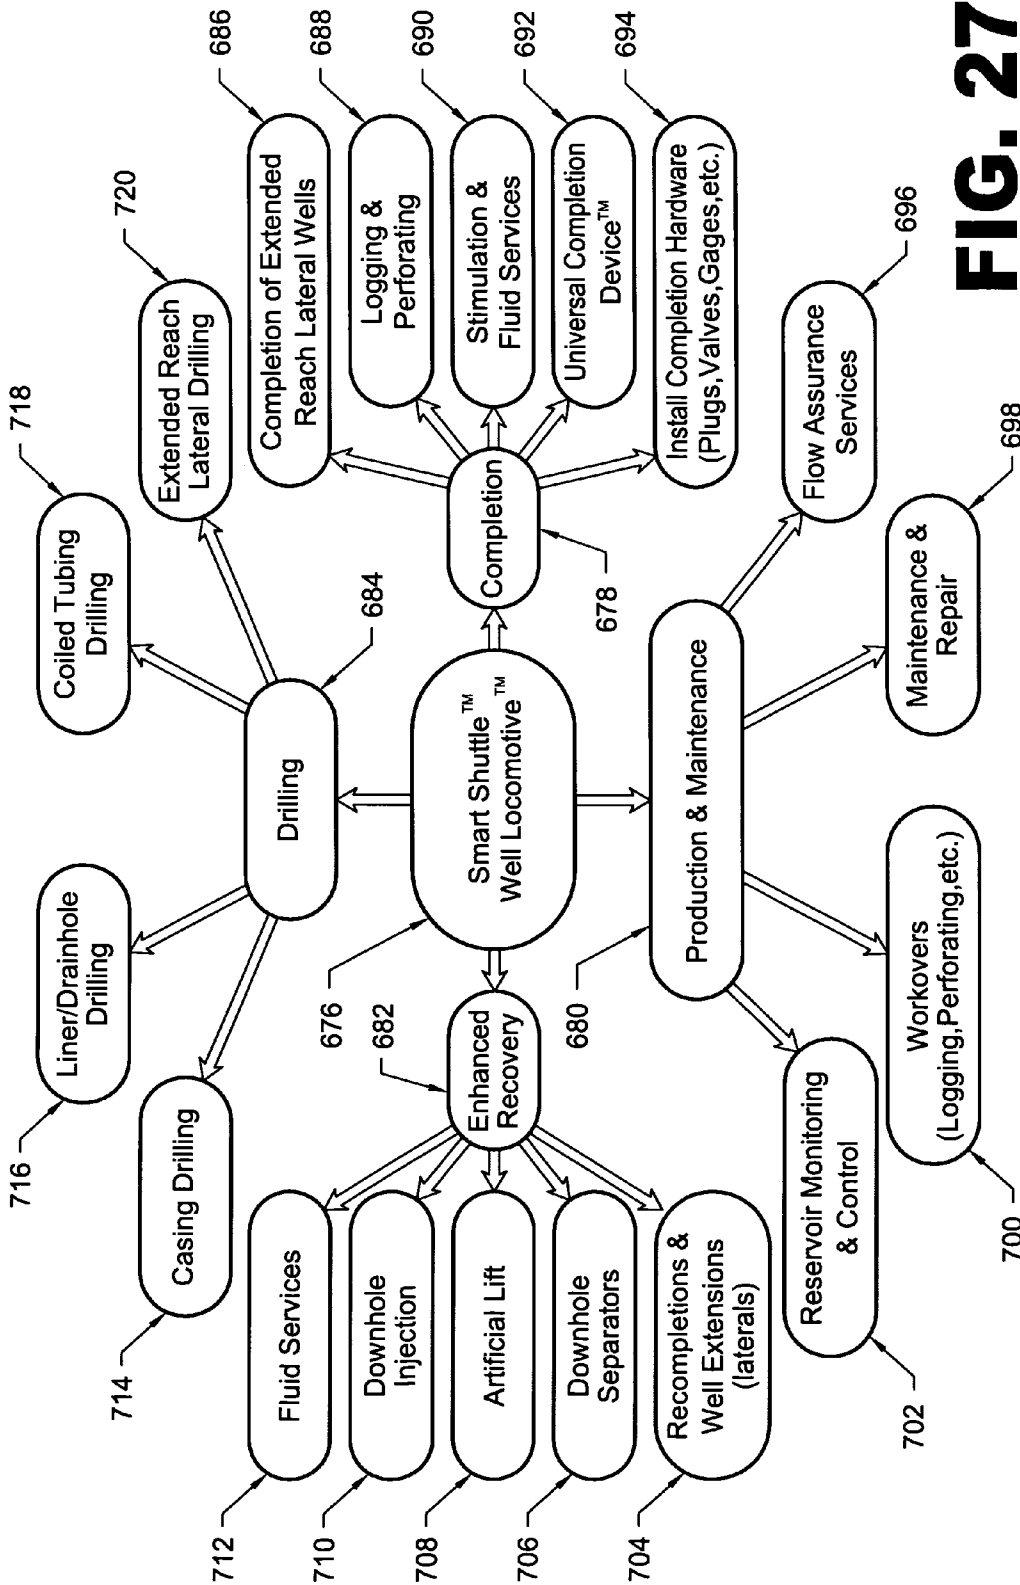 716
718
720
714
Liner/Drainhole
Drilling
Coiled Tubing
Drilling
Casing Drilling
Extended Reach
Lateral Drilling
684
Drilling
686
712
Fluid Services
Completion of Extended
Reach Lateral Wells
688
710
Downhole
Injection
Logging &
Perforating
690
708
Artificial Lift
682
Enhanced
Recovery
676
Smart Shuttle™
Well Locomotive™
Completion
678
Stimulation &
Fluid Services
692
706
Downhole
Separators
Universal Completion
Device™
694
704
Recompletions &
Well Extensions
(laterals)
Install Completion Hardware
(Plugs,Valves,Gages,etc.)
680
Production & Maintenance
702
Reservoir Monitoring
& Control
Flow Assurance
Services
696
700
Workovers
(Logging,Perforating,etc.)
Maintenance &
Repair
698
FIG. 27